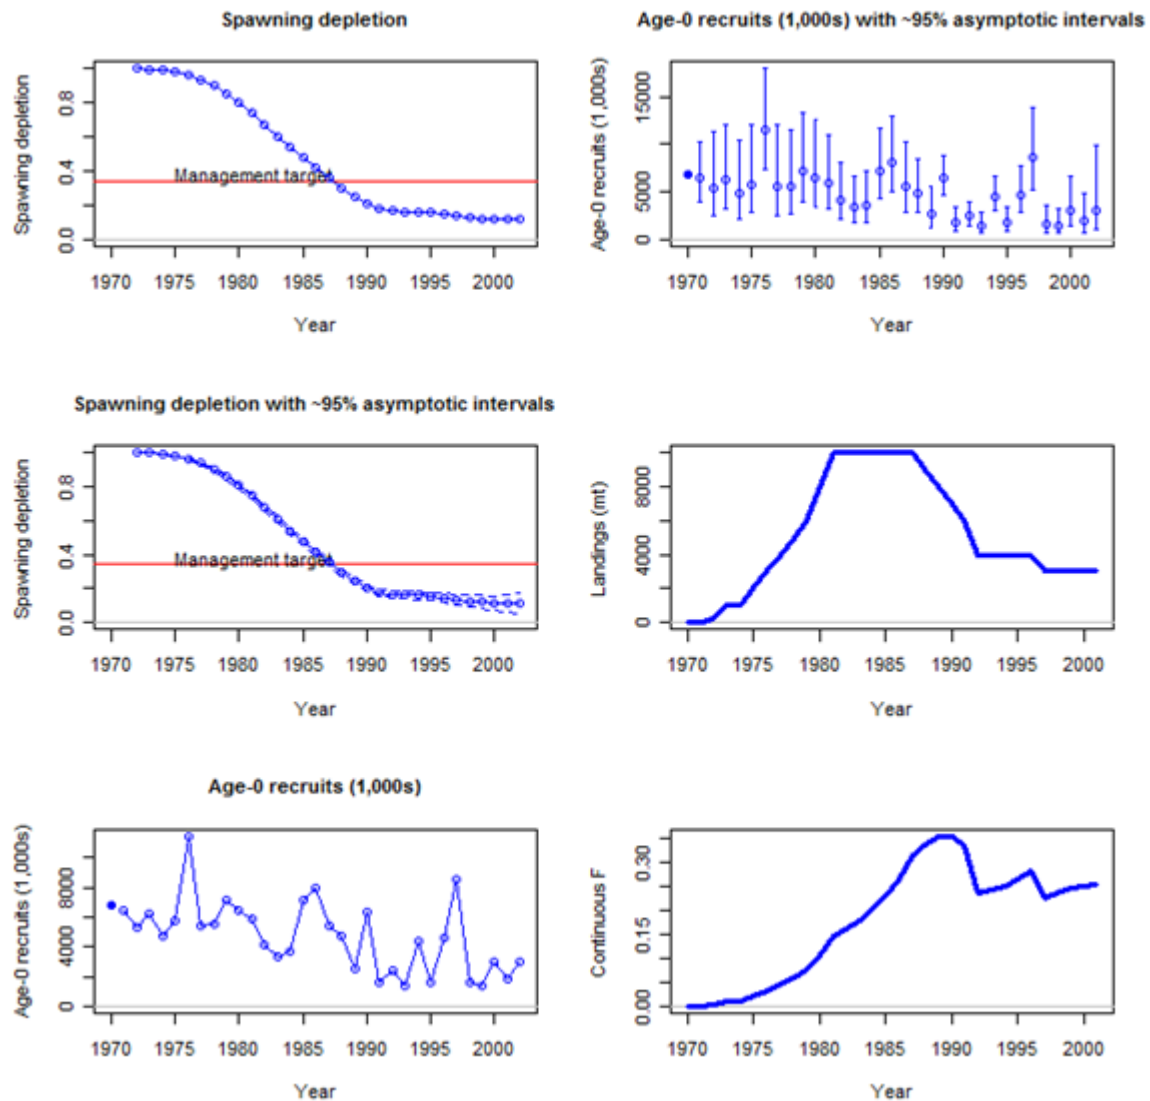 Spawning depletion
Spawning depletion
0.0
0.4
0.8
Management target
1970 1975 1980 1985 1990 1995 2000
Year
Age-0 recruits (1,000s) with ~95% asymptotic intervals
Age-0 recruits (1,000s)
0
5000
15000
1970 1975 1980 1985 1990 1995 2000
Year
Spawning depletion with ~95% asymptotic intervals
Spawning depletion
0.0
0.4
0.8
Management target
1970 1975 1980 1985 1990 1995 2000
Year
Landings (mt)
0
4000
8000
1970 1975 1980 1985 1990 1995 2000
Year
Age-0 recruits (1,000s)
Age-0 recruits (1,000s)
0
4000
8000
1970 1975 1980 1985 1990 1995 2000
Year
Continuous F
0.00
0.15
0.30
1970 1975 1980 1985 1990 1995 2000
Year